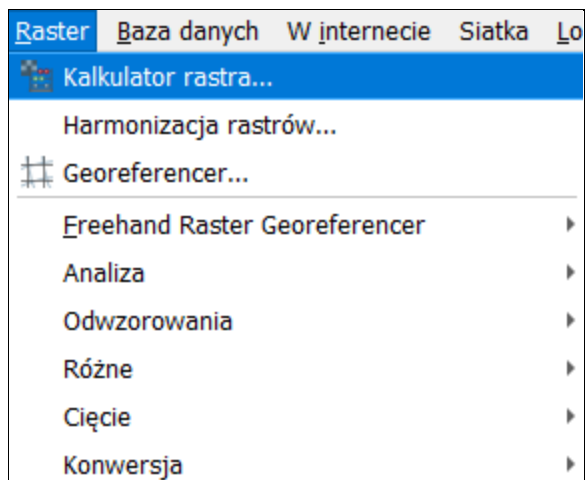 Raster Baza danych W internecie Siatka Lo
Kalkulator rastra...
Harmonizacja rastrów...
Georeferencer...
Freehand Raster Georeferencer
Analiza
Odwzorowania
Różne
Cięcie
Konwersja